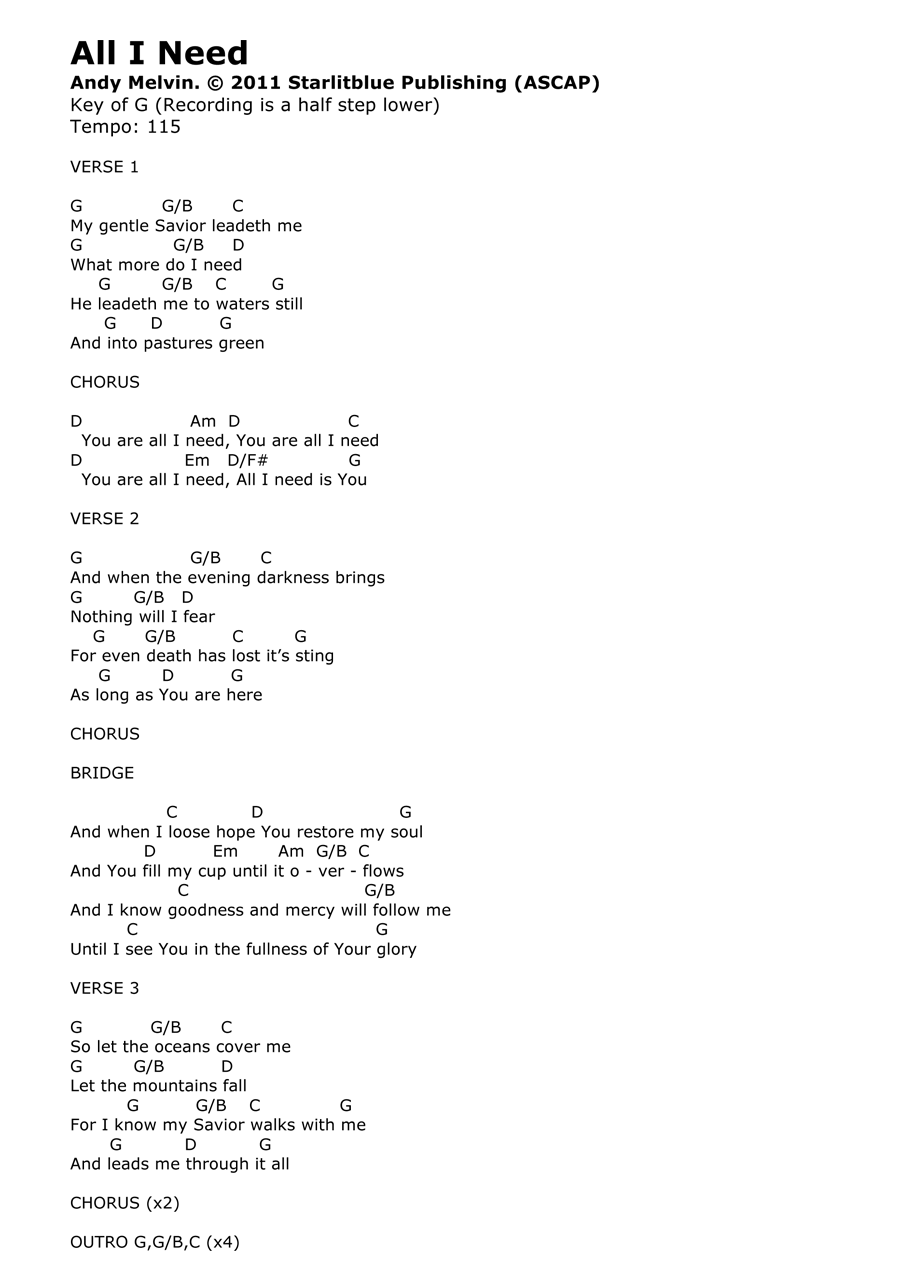 All I Need
Andy Melvin. © 2011 Starlitblue Publishing (ASCAP)
Key of G (Recording is a half step lower)
Tempo: 115
VERSE 1
G G/B C
My gentle Savior leadeth me
G G/B D
What more do I need
G G/B C G
He leadeth me to waters still
G D G
And into pastures green
CHORUS
D Am D C
You are all I need, You are all I need
D Em D/F# G
You are all I need, All I need is You
VERSE 2
G G/B C
And when the evening darkness brings
G G/B D
Nothing will I fear
G G/B C G
For even death has lost it’s sting
G D G
As long as You are here
CHORUS
BRIDGE
C D G
And when I loose hope You restore my soul
D Em Am G/B C
And You fill my cup until it o - ver - flows
C G/B
And I know goodness and mercy will follow me
C G
Until I see You in the fullness of Your glory
VERSE 3
G G/B C
So let the oceans cover me
G G/B D
Let the mountains fall
G G/B C G
For I know my Savior walks with me
G D G
And leads me through it all
CHORUS (x2)
OUTRO G,G/B,C (x4)